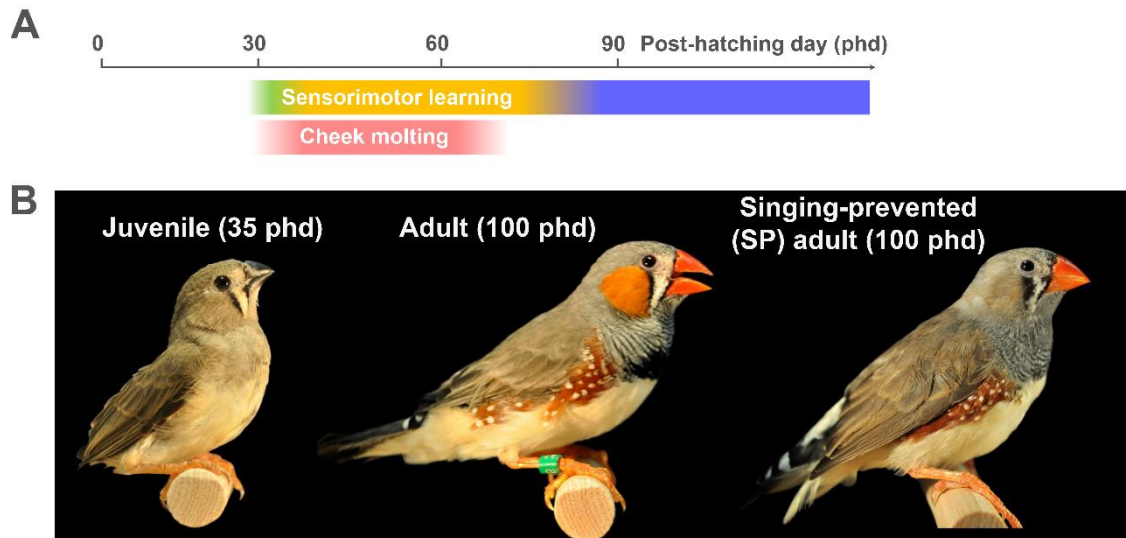 A
0 30 60 90 Post-hatching day (phd)
Sensorimotor learning
Cheek molting
B
Juvenile (35 phd) Adult (100 phd) Singing-prevented
(SP) adult (100 phd)